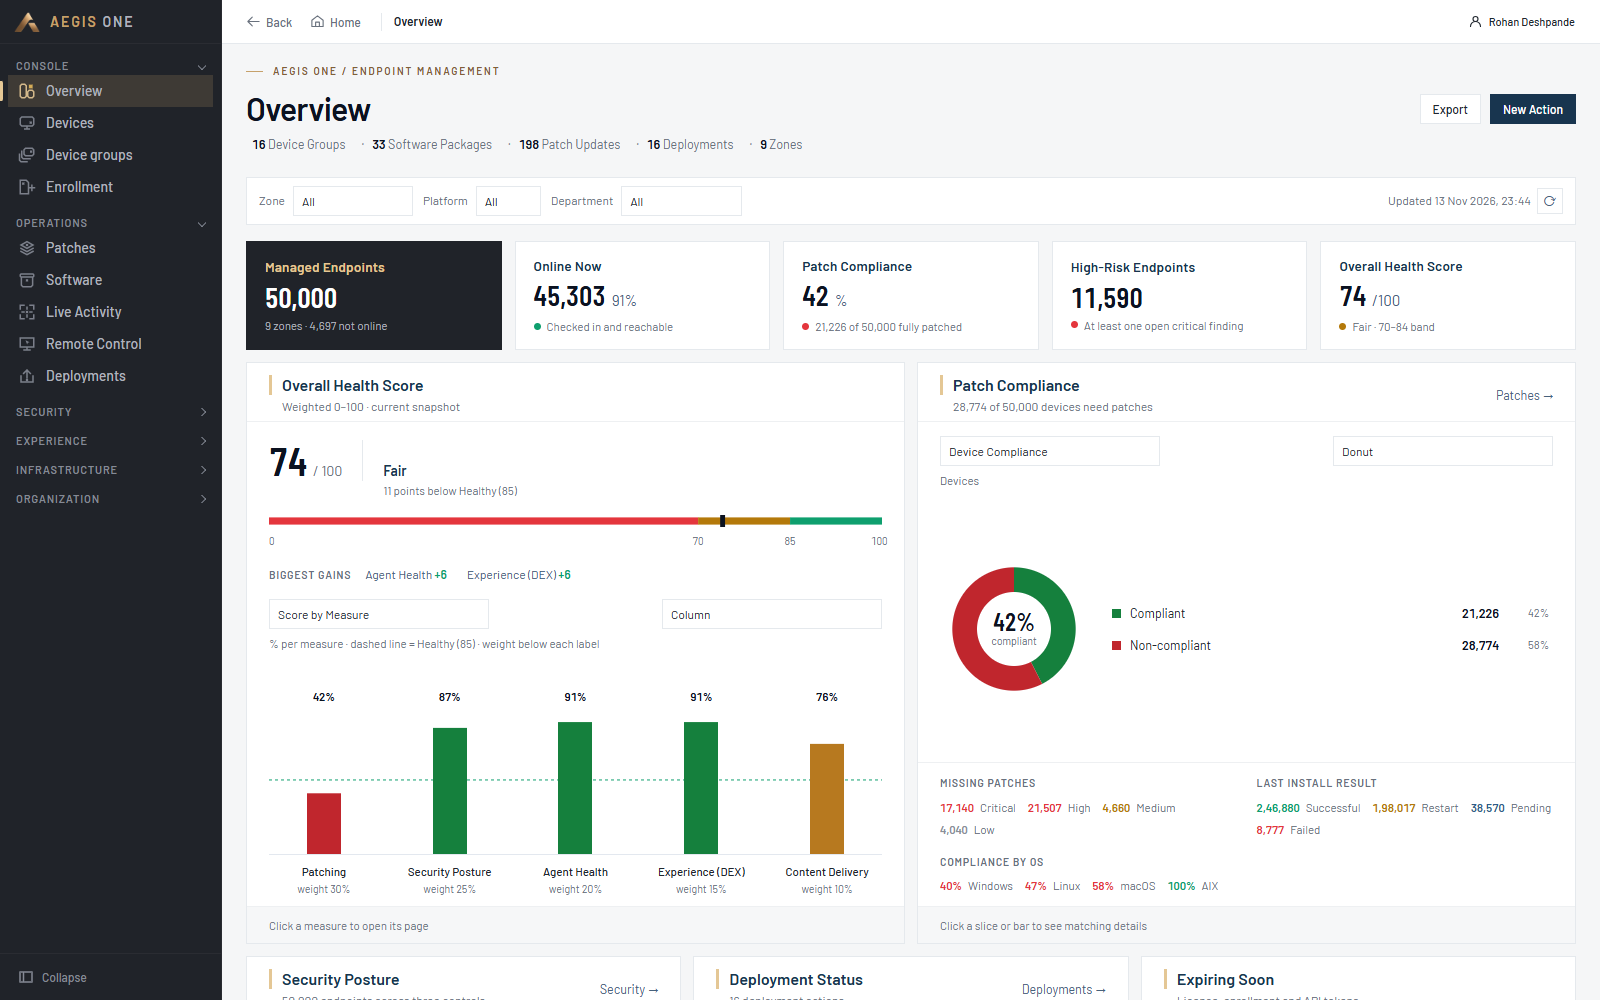 AEGIS ONE
CONSOLE
Overview
Devices
Device groups
Enrollment
OPERATIONS
Patches
Software
Live Activity
Remote Control
Deployments
SECURITY
EXPERIENCE
INFRASTRUCTURE
ORGANIZATION
Collapse
Back Home Overview
Rohan Deshpande
AEGIS ONE / ENDPOINT MANAGEMENT
Overview
Export New Action
16 Device Groups · 33 Software Packages · 198 Patch Updates · 16 Deployments · 9 Zones
Zone All Platform All Department All
Updated 13 Nov 2026, 23:44
Managed Endpoints
50,000
9 zones · 4,697 not online
Online Now
45,303 91%
Checked in and reachable
Patch Compliance
42 %
21,226 of 50,000 fully patched
High-Risk Endpoints
11,590
At least one open critical finding
Overall Health Score
74 /100
Fair · 70–84 band
Overall Health Score
Weighted 0–100 · current snapshot
74 / 100
Fair
11 points below Healthy (85)
0 70 85 100
BIGGEST GAINS Agent Health +6 Experience (DEX) +6
Score by Measure Column
% per measure · dashed line = Healthy (85) · weight below each label
42% 87% 91% 91% 76%
Patching Security Posture Agent Health Experience (DEX) Content Delivery
weight 30% weight 25% weight 20% weight 15% weight 10%
Click a measure to open its page
Patch Compliance
28,774 of 50,000 devices need patches
Patches →
Device Compliance Donut
Devices
42%
compliant
Compliant 21,226 42%
Non-compliant 28,774 58%
MISSING PATCHES
17,140 Critical 21,507 High 4,660 Medium
4,040 Low
LAST INSTALL RESULT
2,46,880 Successful 1,98,017 Restart 38,570 Pending
8,777 Failed
COMPLIANCE BY OS
40% Windows 47% Linux 58% macOS 100% AIX
Click a slice or bar to see matching details
Security Posture
Security →
Deployment Status
Deployments →
Expiring Soon